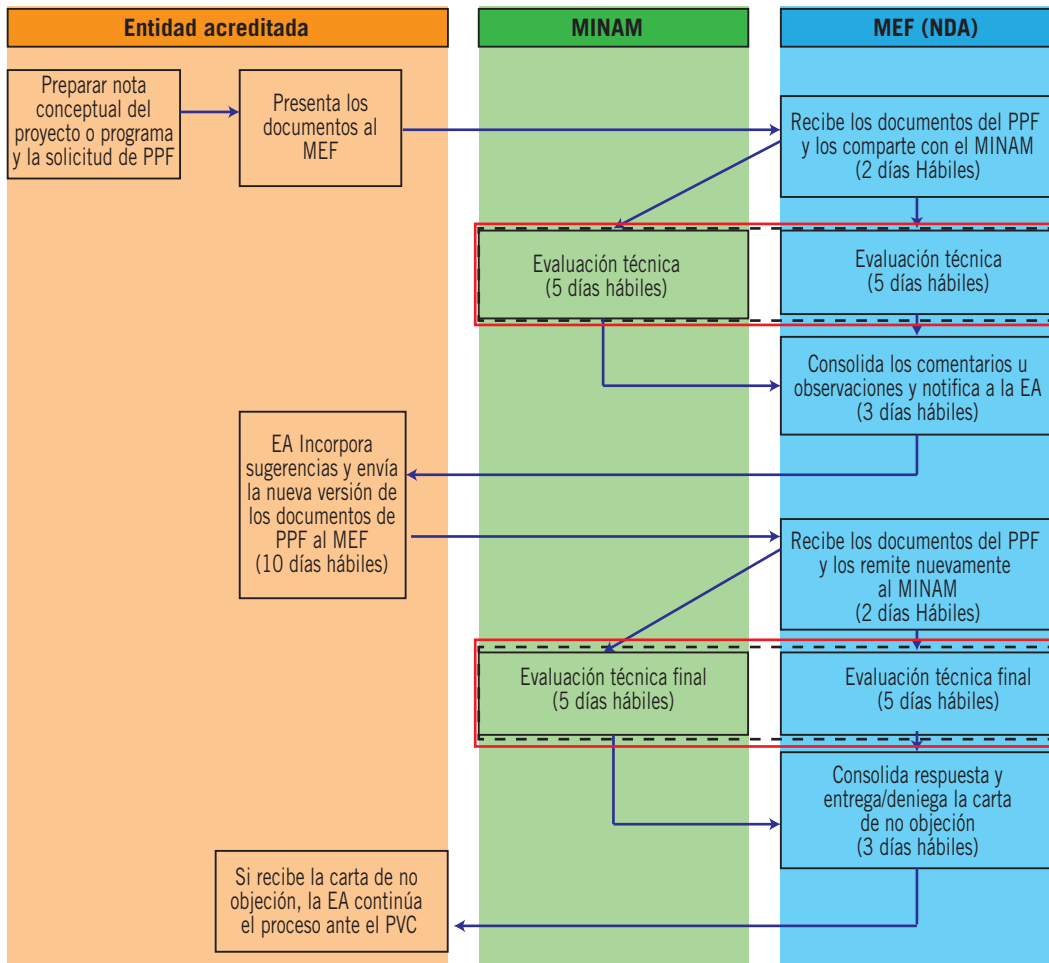 Entidad acreditada
MINAM
MEF (NDA)
Preparar nota
conceptual del
proyecto o programa
y la solicitud de PPF
Presenta los
documentos al
MEF
Recibe los documentos del PPF
y los comparte con el MINAM
(2 días Hábiles)
Evaluación técnica
(5 días hábiles)
Evaluación técnica
(5 días hábiles)
Consolida los comentarios u
observaciones y notifica a la EA
(3 días hábiles)
EA Incorpora
sugerencias y envía
la nueva versión de
los documentos de
PPF al MEF
(10 días hábiles)
Recibe los documentos del PPF
y los remite nuevamente
al MINAM
(2 días Hábiles)
Evaluación técnica final
(5 días hábiles)
Evaluación técnica final
(5 días hábiles)
Consolida respuesta y
entrega/deniega la carta
de no objeción
(3 días hábiles)
Si recibe la carta de no
objeción, la EA continúa
el proceso ante el PVC